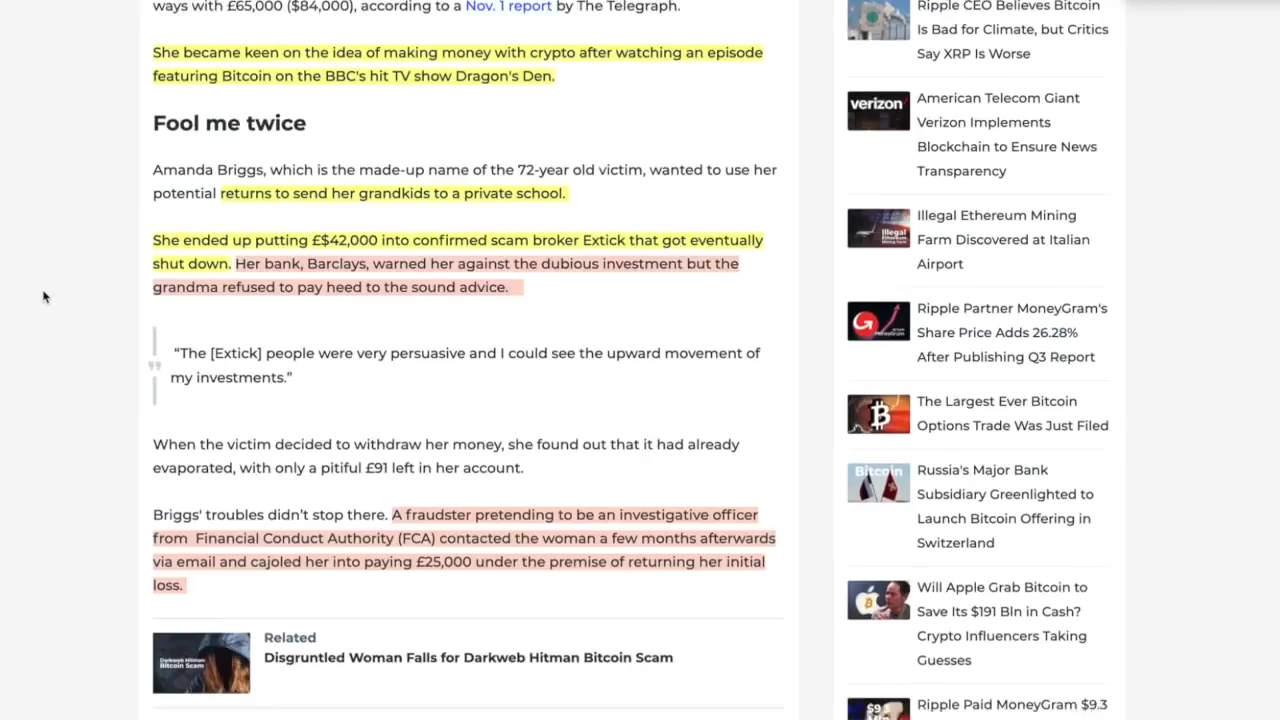 ways with £65,000 ($84,000), according to a Nov. 1 report by The Telegraph.
She became keen on the idea of making money with crypto after watching an episode
featuring Bitcoin on the BBC's hit TV show Dragon's Den.
Fool me twice
Amanda Briggs, which is the made-up name of the 72-year old victim, wanted to use her
potential returns to send her grandkids to a private school.
She ended up putting £$42,000 into confirmed scam broker Extick that got eventually
shut down. Her bank, Barclays, warned her against the dubious investment but the
grandma refused to pay heed to the sound advice.
“The [Extick] people were very persuasive and I could see the upward movement of
my investments.”
When the victim decided to withdraw her money, she found out that it had already
evaporated, with only a pitiful £91 left in her account.
Briggs' troubles didn’t stop there. A fraudster pretending to be an investigative officer
from Financial Conduct Authority (FCA) contacted the woman a few months afterwards
via email and cajoled her into paying £25,000 under the premise of returning her initial
loss.
Darkweb Hitman
Bitcoin Scam
Related
Disgruntled Woman Falls for Darkweb Hitman Bitcoin Scam
Ripple CEO Believes Bitcoin
Is Bad for Climate, but Critics
Say XRP Is Worse
verizon
American Telecom Giant
Verizon Implements
Blockchain to Ensure News
Transparency
Illegal
Ethereum
Mining Farm
Illegal Ethereum Mining
Farm Discovered at Italian
Airport
Ripple Partner MoneyGram's
Share Price Adds 26.28%
After Publishing Q3 Report
The Largest Ever Bitcoin
Options Trade Was Just Filed
Bitcoin
Russia's Major Bank
Subsidiary Greenlighted to
Launch Bitcoin Offering in
Switzerland
Will Apple Grab Bitcoin to
Save Its $191 Bln in Cash?
Crypto Influencers Taking
Guesses
$9.3
Mln
Ripple Paid MoneyGram $9.3